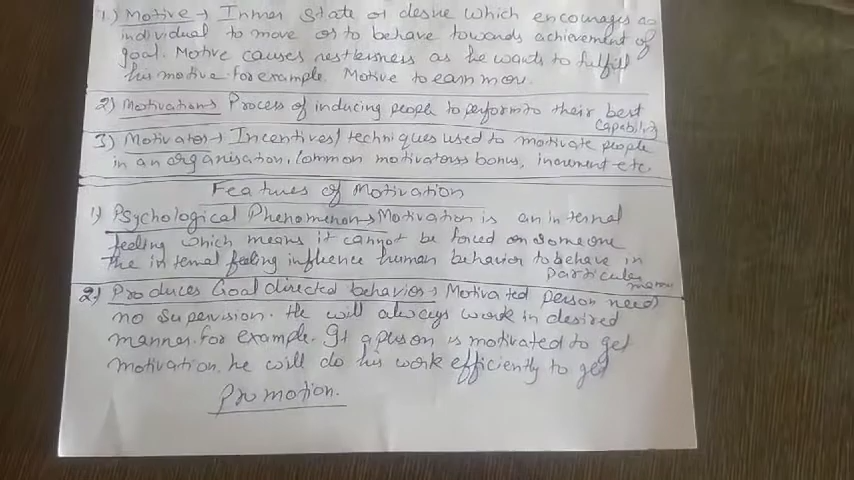 1.) Motive → Inner State or desire which encourages an
individual to move or to behave towards achievement of
goal. Motive causes restlessness as he wants to fulfill
his motive. For example. Motive to earn more.
2) Motivations Process of inducing people to perform to their best
capability
3) Motivator → Incentives/techniques used to motivate people
in an organisation. Common motivators bonus, increment etc.
Features of Motivation
1) Psychological Phenomenon → Motivation is an internal
feeling which means it cannot be forced on someone
The internal feeling influence human behavior to behave in
particular manner
2) Produces Goal directed behavior → Motivated person need
no supervision. He will always work in desired
manner. For example. If a person is motivated to get
motivation, he will do his work efficiently to get
promotion.